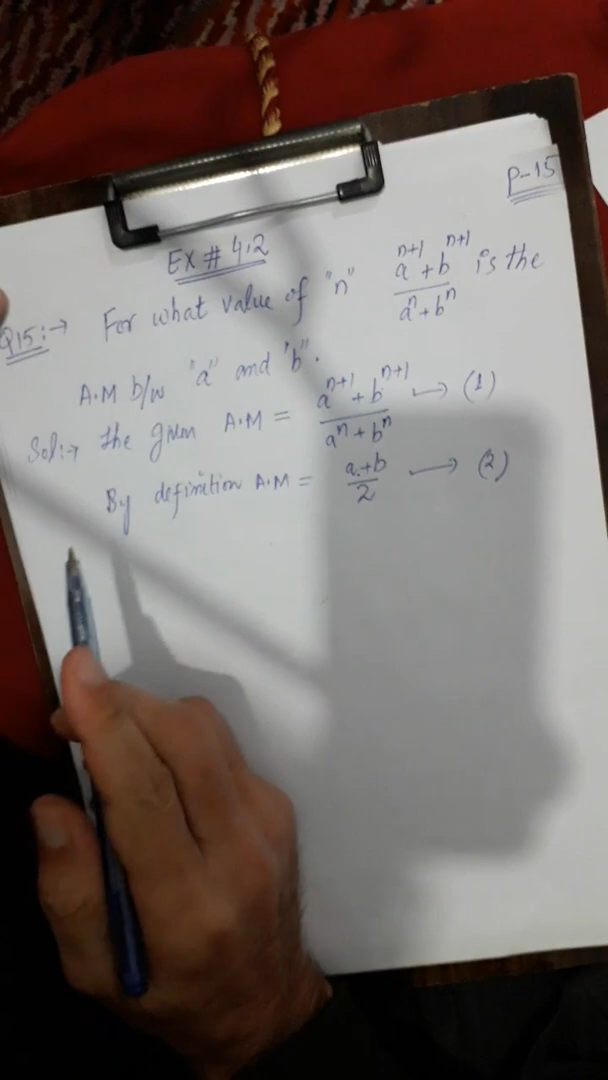 P-15
EX # 4.2
Q15:→ For what value of "n" a^(n+1) + b^(n+1) / a^n + b^n is the
A.M b/w "a" and "b".
Sol:→ the given A.M = a^(n+1) + b^(n+1) / a^n + b^n → (1)
By definition A.M = a+b / 2 → (2)